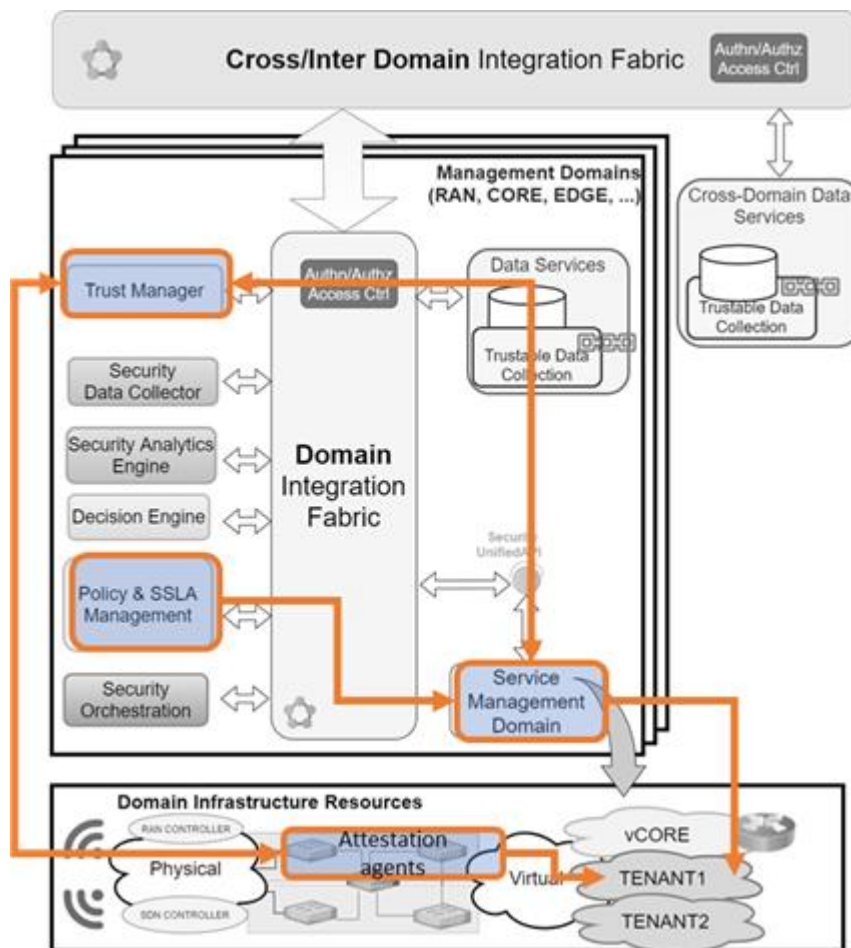 Cross/Inter Domain Integration Fabric
Authn/Authz
Access Ctrl
Management Domains
(RAN, CORE, EDGE, ...)
Cross-Domain Data
Services
Trustable Data
Collection
Trust Manager
Authn/Authz
Access Ctrl
Data Services
Trustable Data
Collection
Security
Data Collector
Security Analytics
Engine
Domain
Integration
Fabric
Decision Engine
Security
UnifiedAPI
Policy & SSLA
Management
Security
Orchestration
Service
Management
Domain
Domain Infrastructure Resources
RAN CONTROLLER
Physical
SDN CONTROLLER
Attestation
agents
Virtual
vCORE
TENANT1
TENANT2